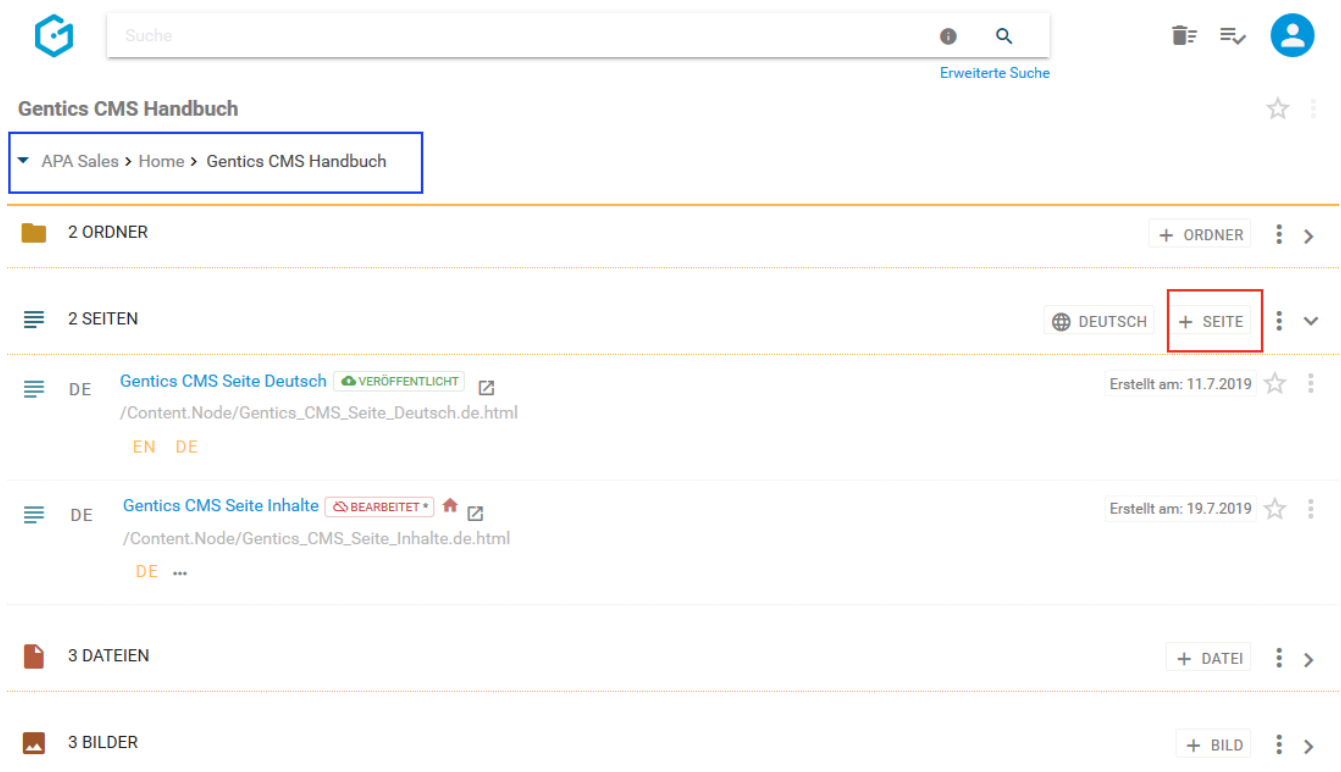 Suche
Erweiterte Suche
Gentics CMS Handbuch
APA Sales > Home > Gentics CMS Handbuch
2 ORDNER + ORDNER
2 SEITEN DEUTSCH + SEITE
DE Gentics CMS Seite Deutsch VERÖFFENTLICHT Erstellt am: 11.7.2019
/Content.Node/Gentics_CMS_Seite_Deutsch.de.html
EN DE
DE Gentics CMS Seite Inhalte BEARBEITET * Erstellt am: 19.7.2019
/Content.Node/Gentics_CMS_Seite_Inhalte.de.html
DE ...
3 DATEIEN + DATEI
3 BILDER + BILD